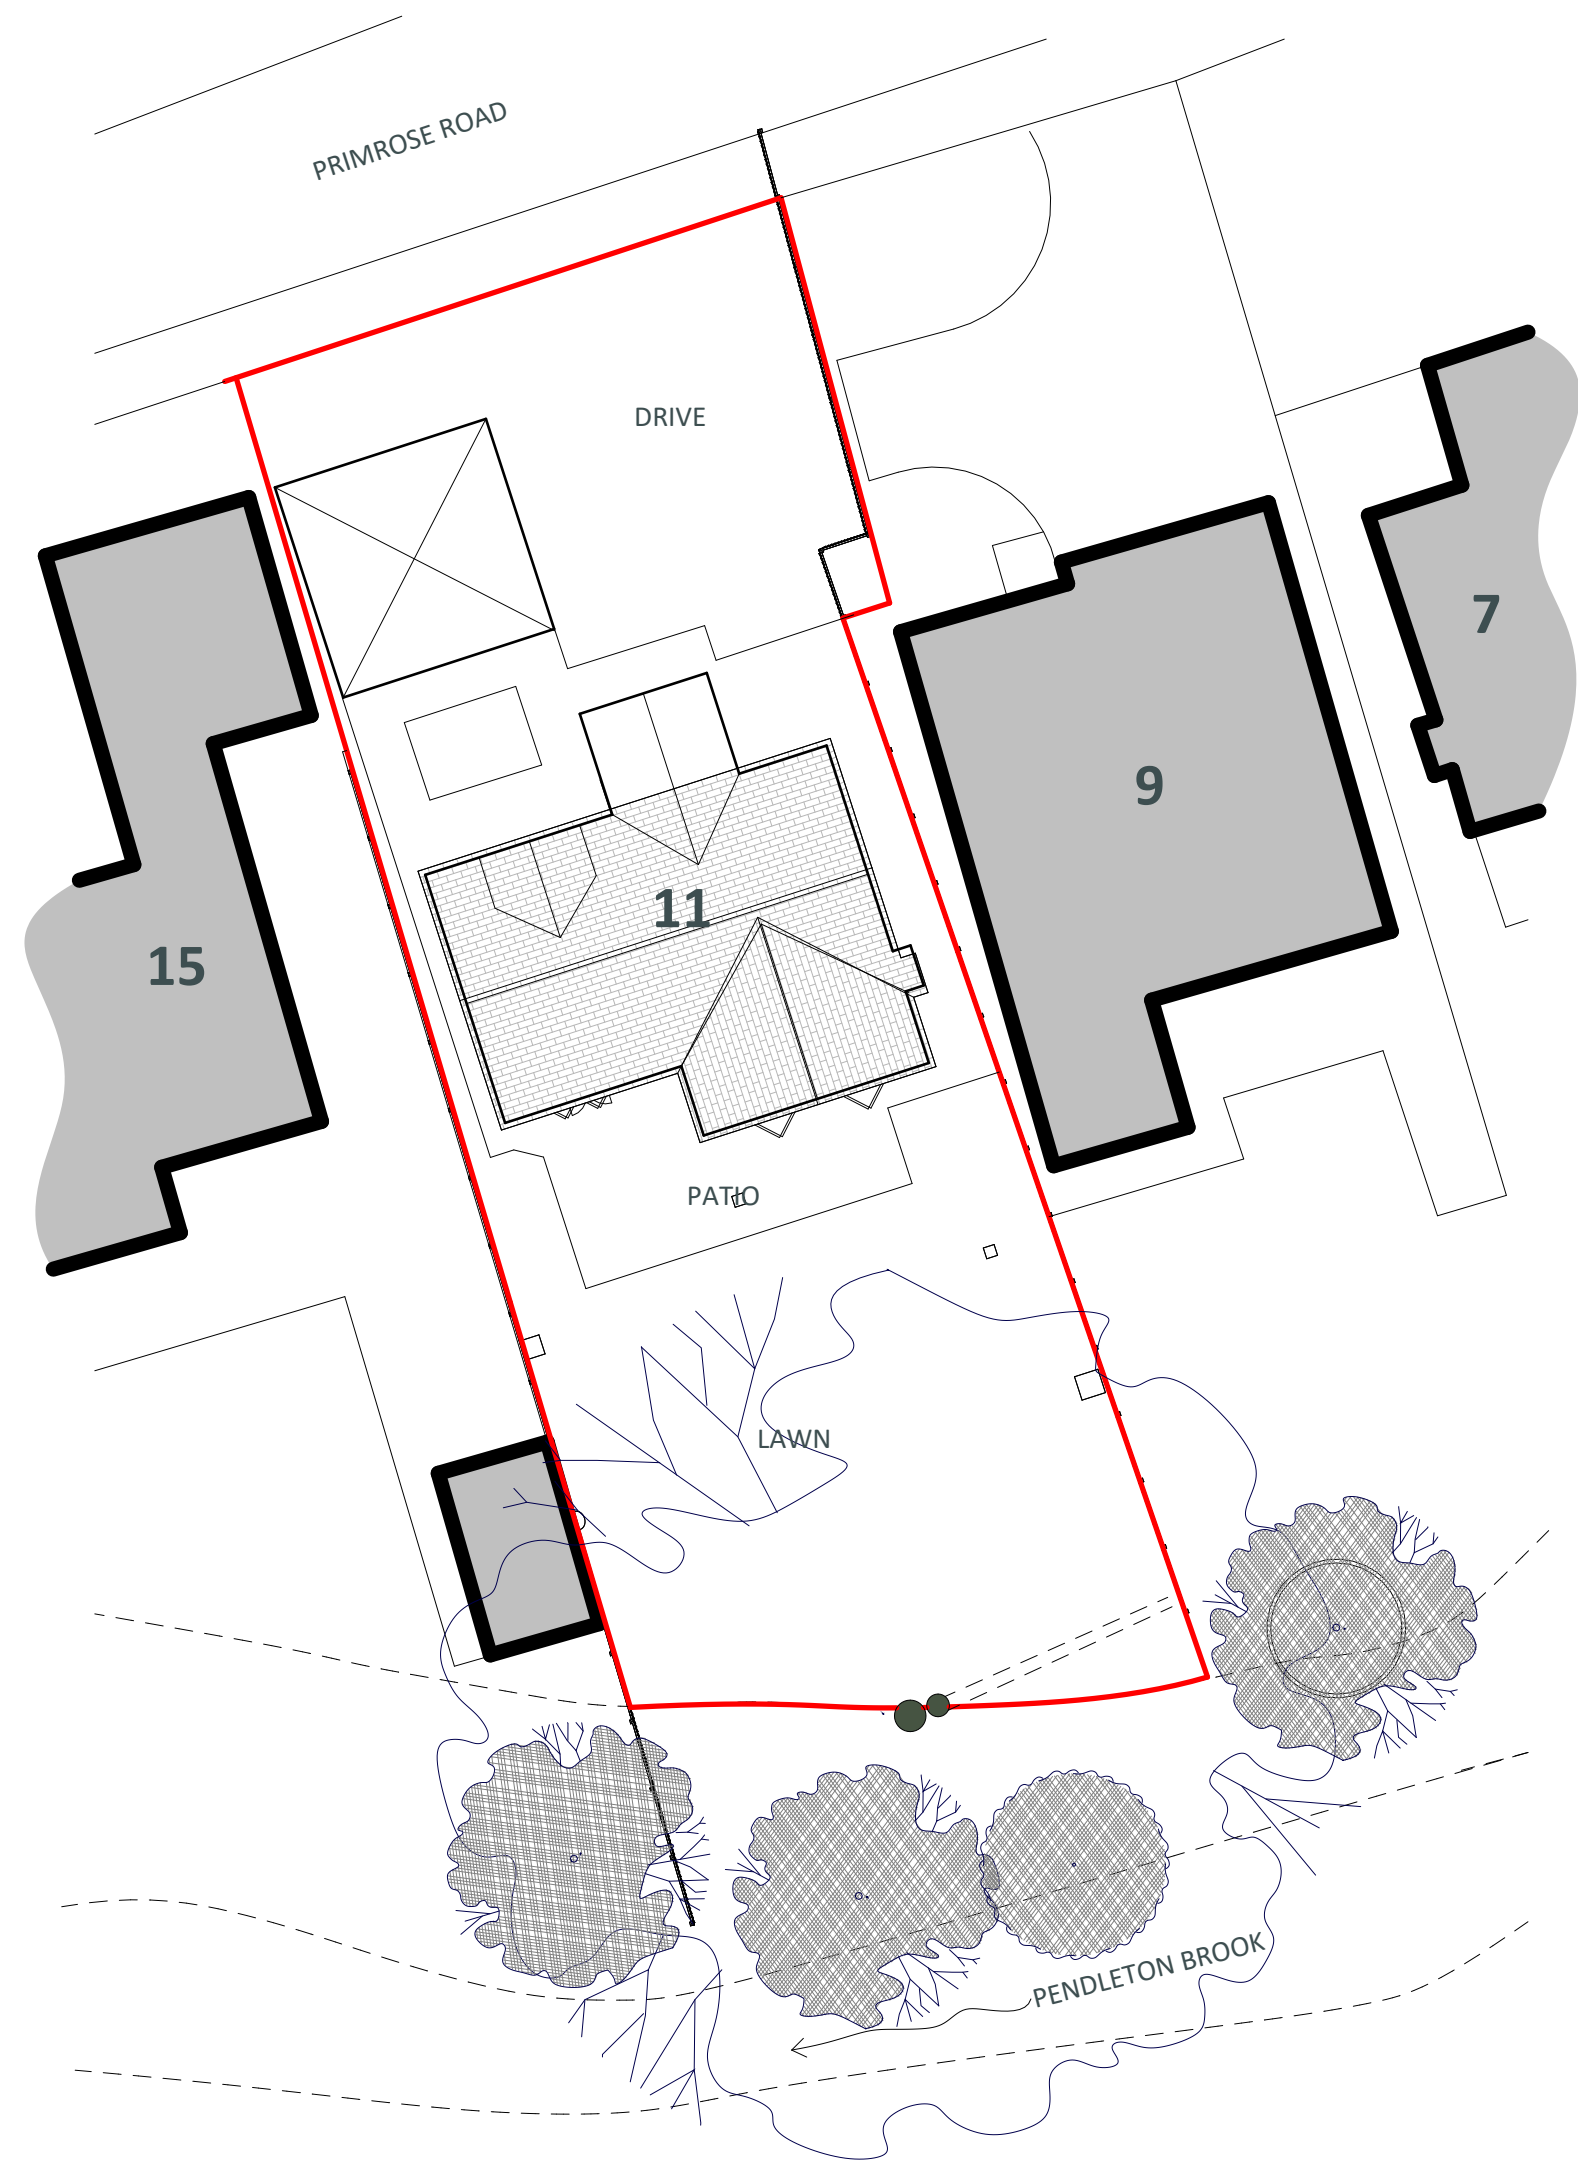 PRIMROSE ROAD
DRIVE
7
9
11
15
PATIO
LAWN
PENDLETON BROOK